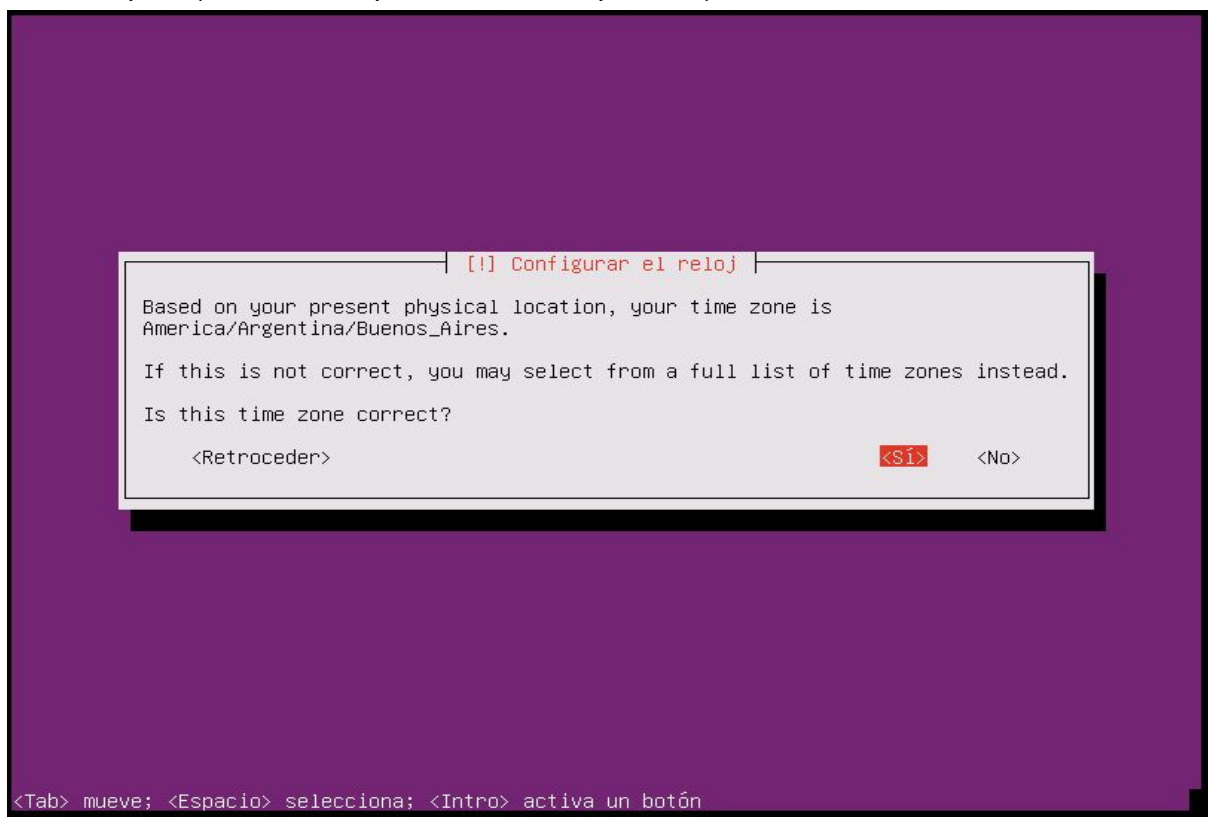 [!] Configurar el reloj
Based on your present physical location, your time zone is
America/Argentina/Buenos_Aires.
If this is not correct, you may select from a full list of time zones instead.
Is this time zone correct?
<Retroceder> <Sí> <No>
<Tab> mueve; <Espacio> selecciona; <Intro> activa un botón